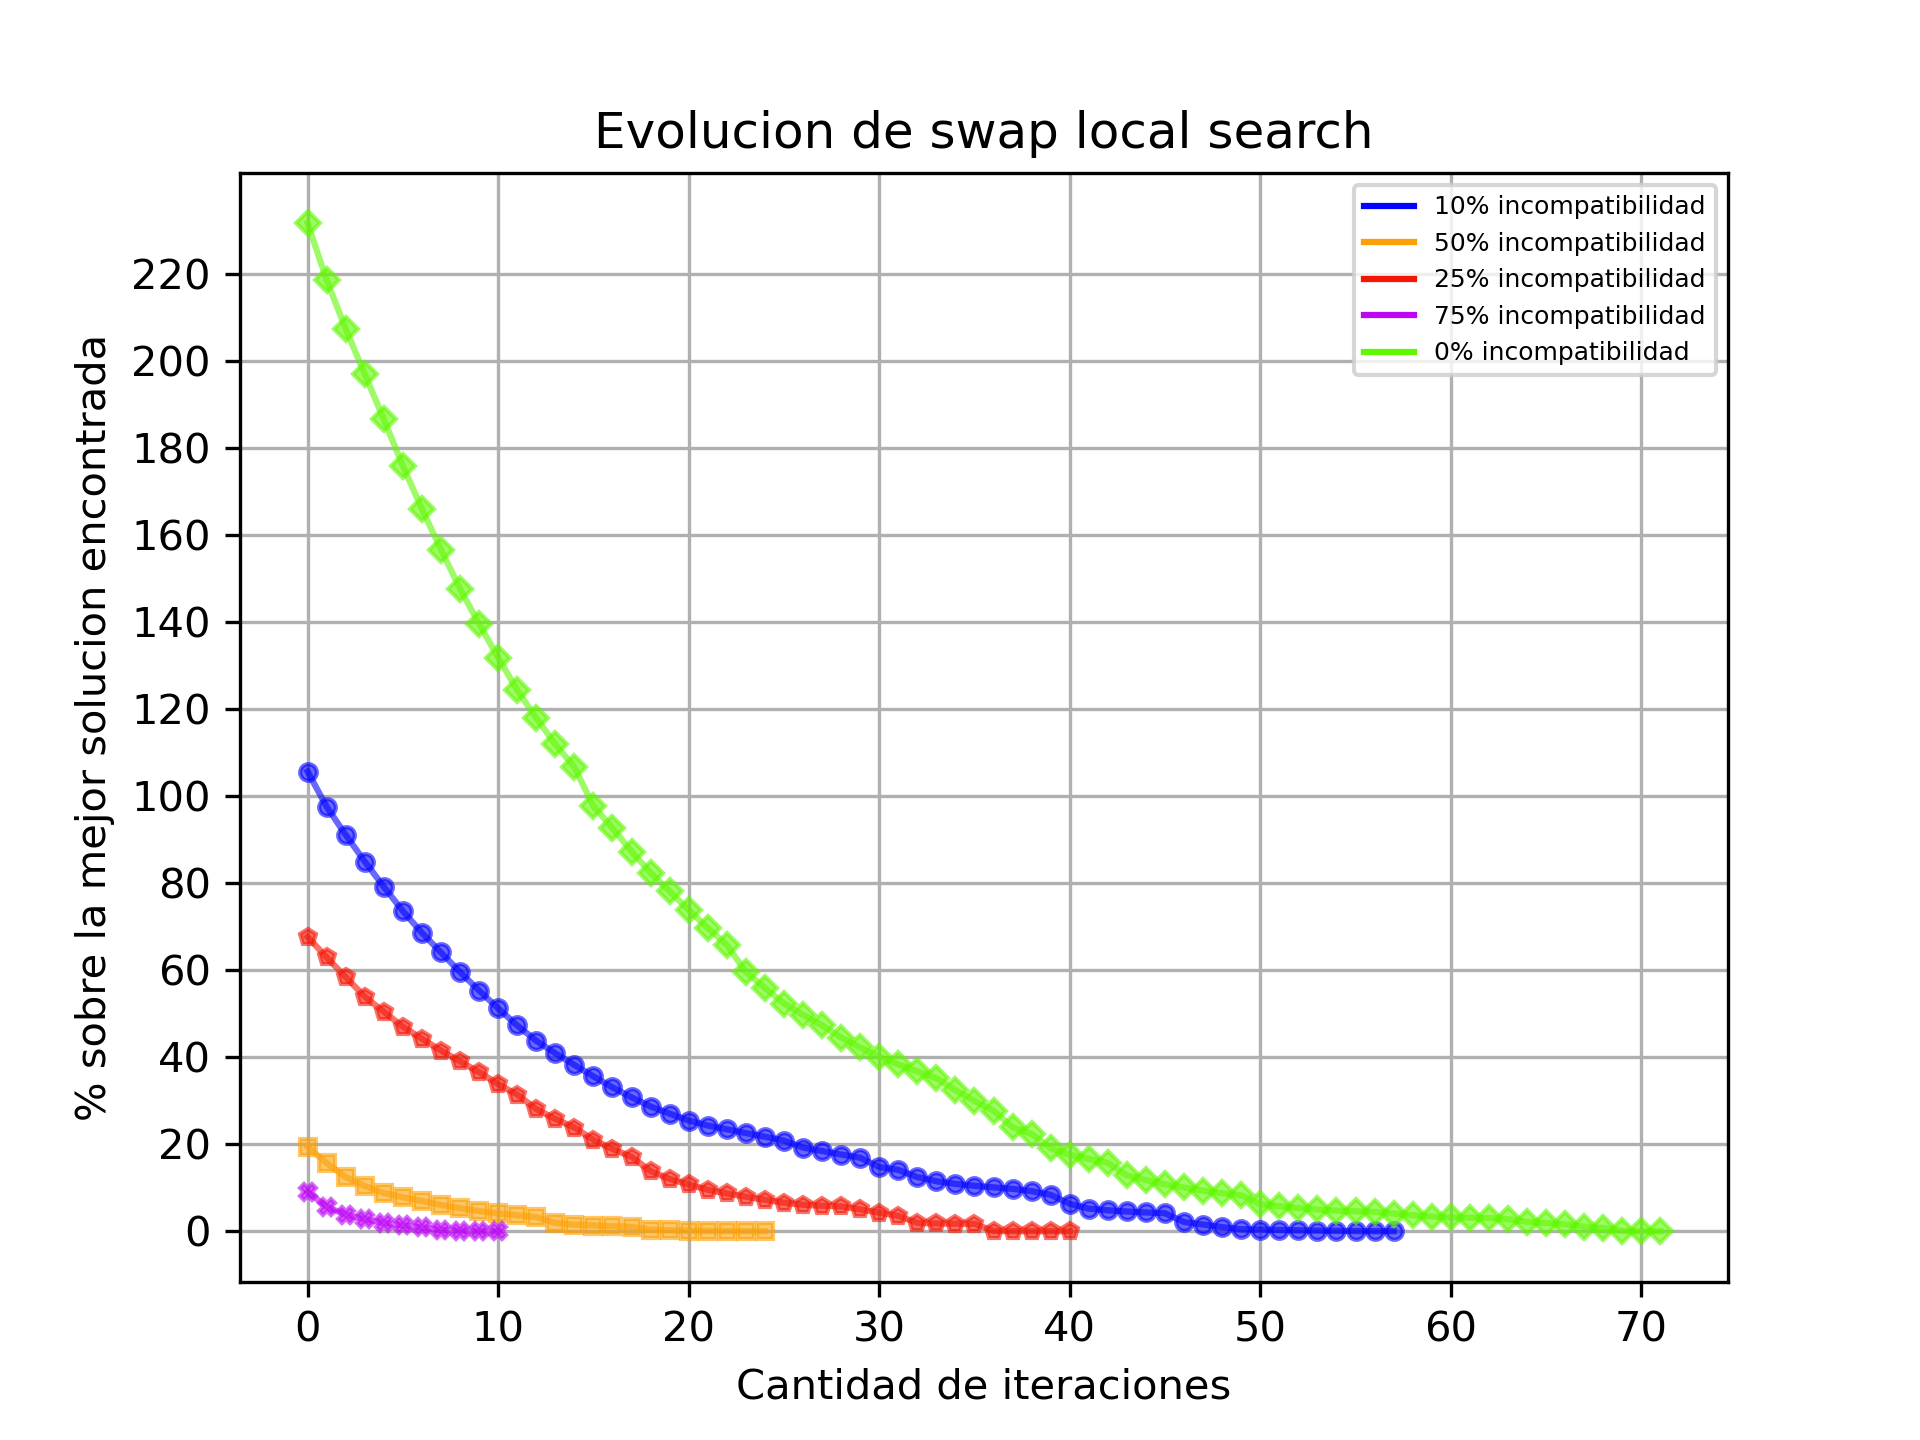 Evolucion de swap local search
10% incompatibilidad
50% incompatibilidad
25% incompatibilidad
75% incompatibilidad
0% incompatibilidad
% sobre la mejor solucion encontrada
220
200
180
160
140
120
100
80
60
40
20
0
0 10 20 30 40 50 60 70
Cantidad de iteraciones